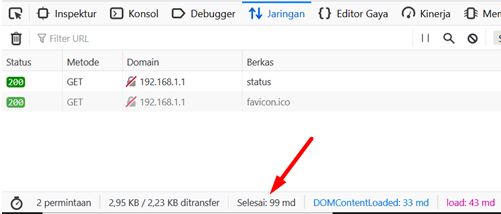 Inspektur Konsol Debugger Jaringan Editor Gaya Kinerja
Filter URL
Status Metode Domain Berkas
200 GET 192.168.1.1 status
200 GET 192.168.1.1 favicon.ico
2 permintaan 2,95 KB / 2,23 KB ditransfer Selesai: 99 md DOMContentLoaded: 33 md load: 43 md